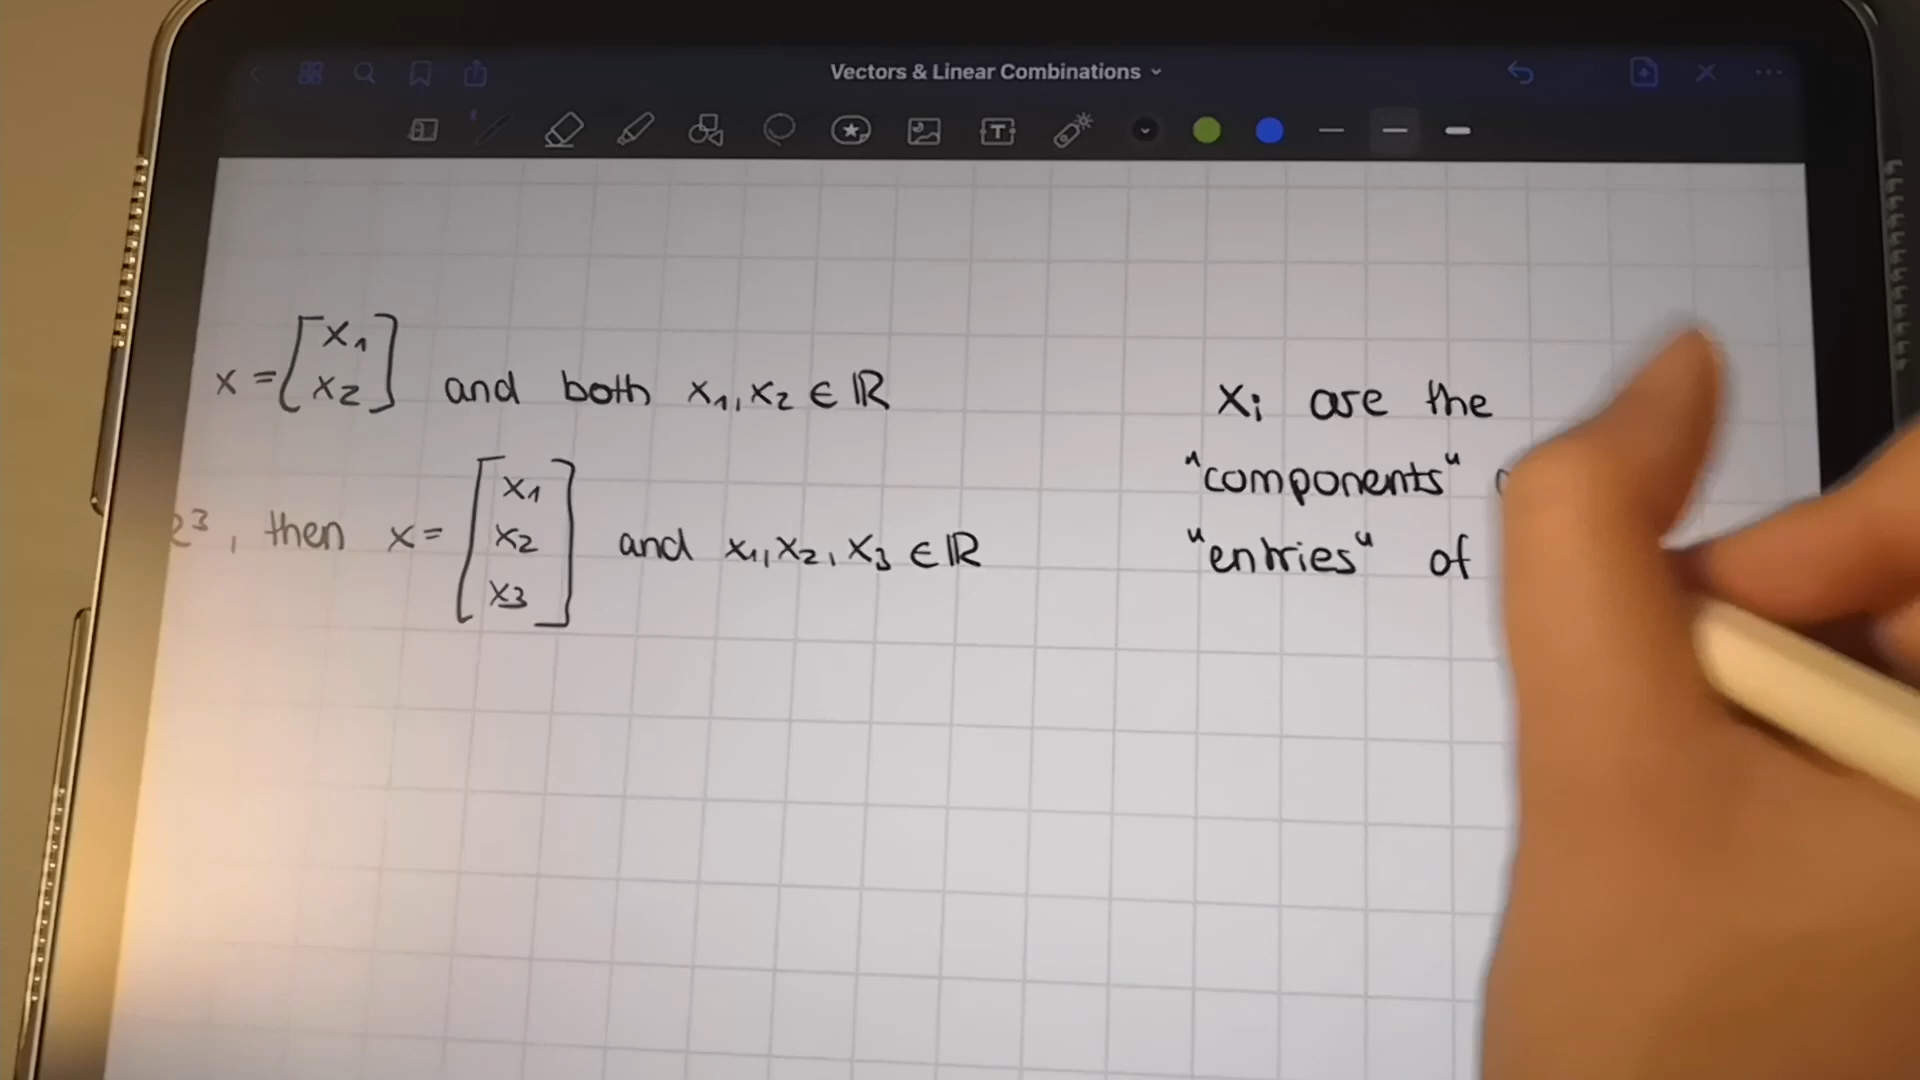 Vectors & Linear Combinations
x = [x₁ x₂] and both x₁, x₂ ∈ ℝ
ℝ³, then x = [x₁ x₂ x₃] and x₁, x₂, x₃ ∈ ℝ
xᵢ are the
"components"
"entries" of